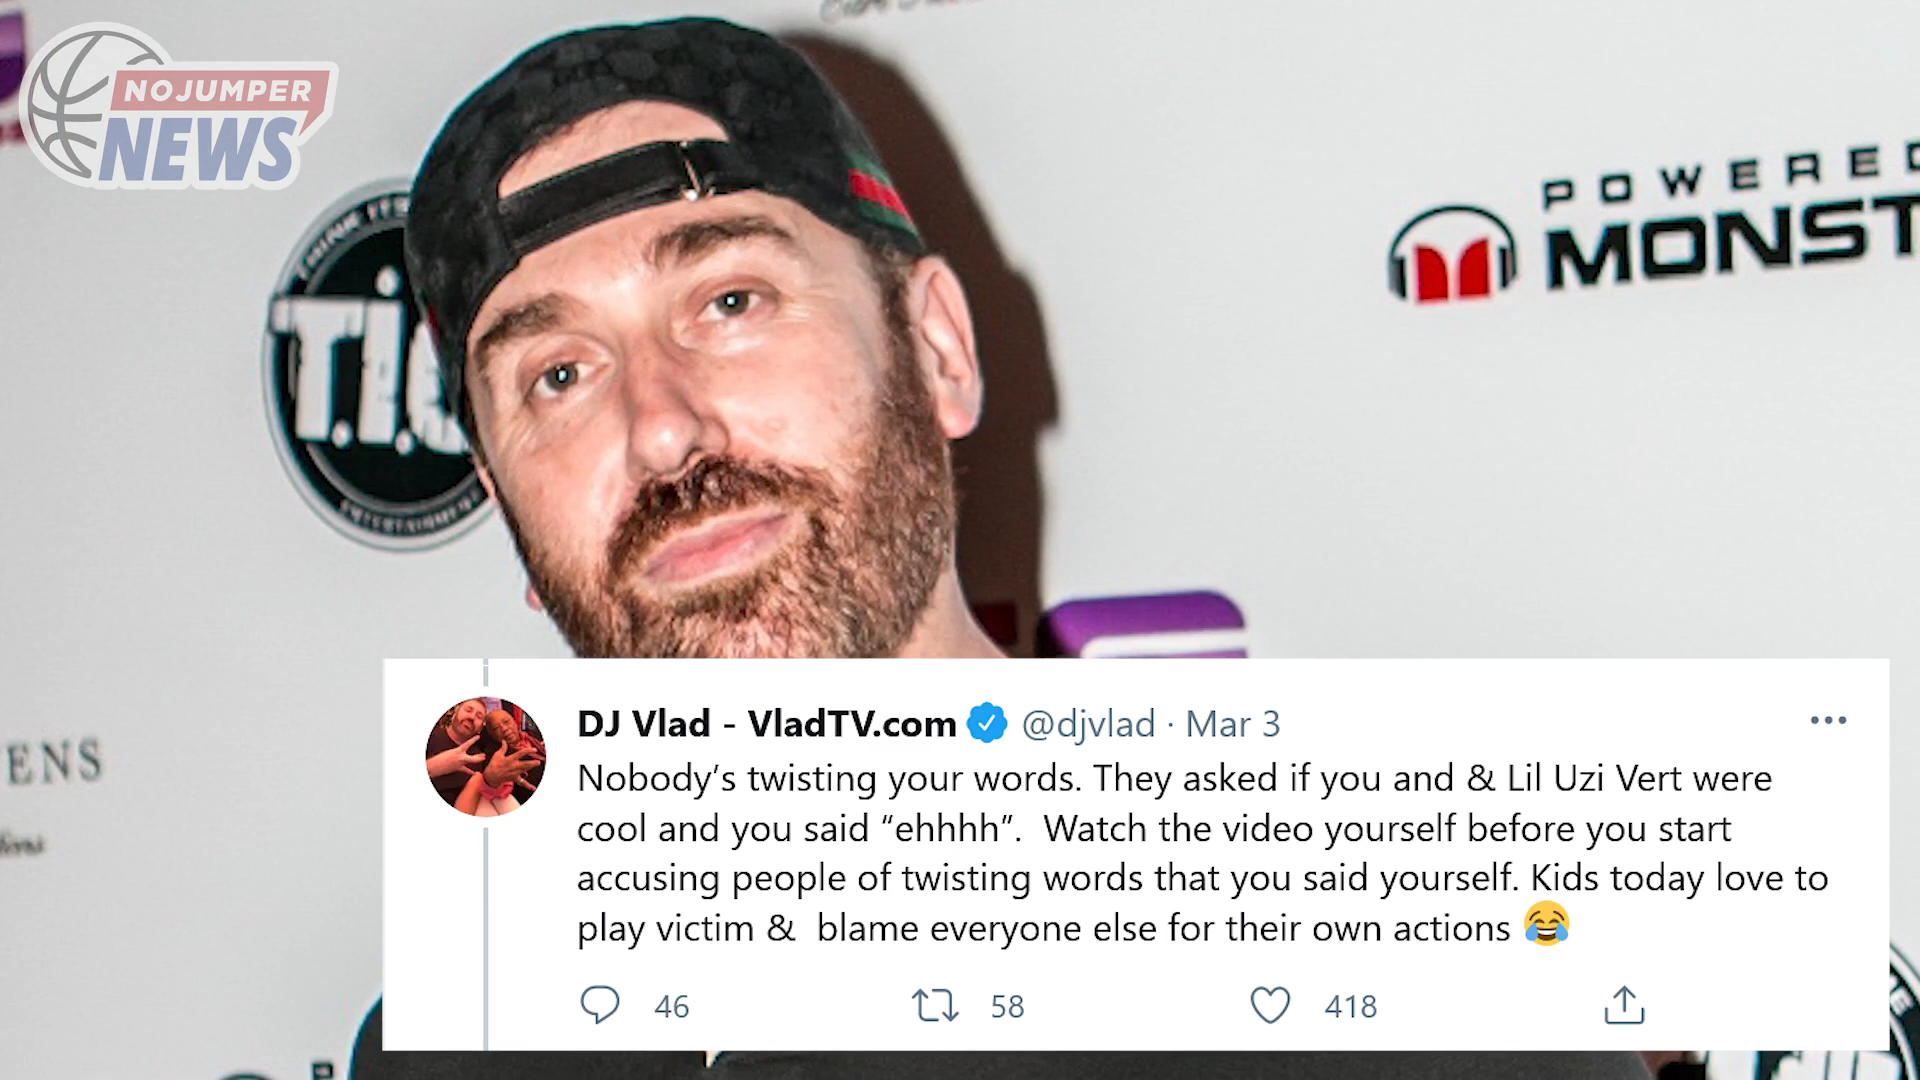 NOJUMPER
NEWS
THINK ITS
T.I.
ENTERTAINMENT
POWERED
MONST
ENS
DJ Vlad - VladTV.com @djvlad · Mar 3
Nobody’s twisting your words. They asked if you and & Lil Uzi Vert were
cool and you said “ehhhh”.  Watch the video yourself before you start
accusing people of twisting words that you said yourself. Kids today love to
play victim &  blame everyone else for their own actions 😂
46 58 418